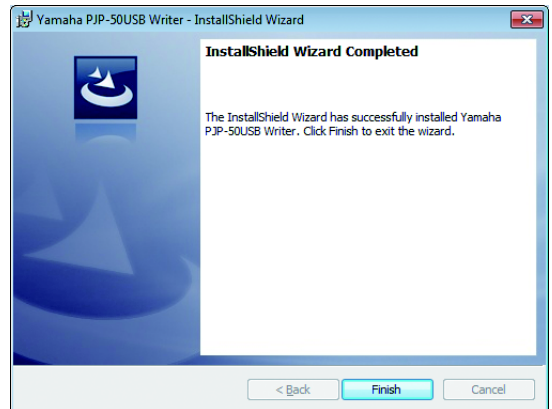 Yamaha PJP-50USB Writer - InstallShield Wizard
InstallShield Wizard Completed
The InstallShield Wizard has successfully installed Yamaha
PJP-50USB Writer. Click Finish to exit the wizard.
< Back
Finish
Cancel